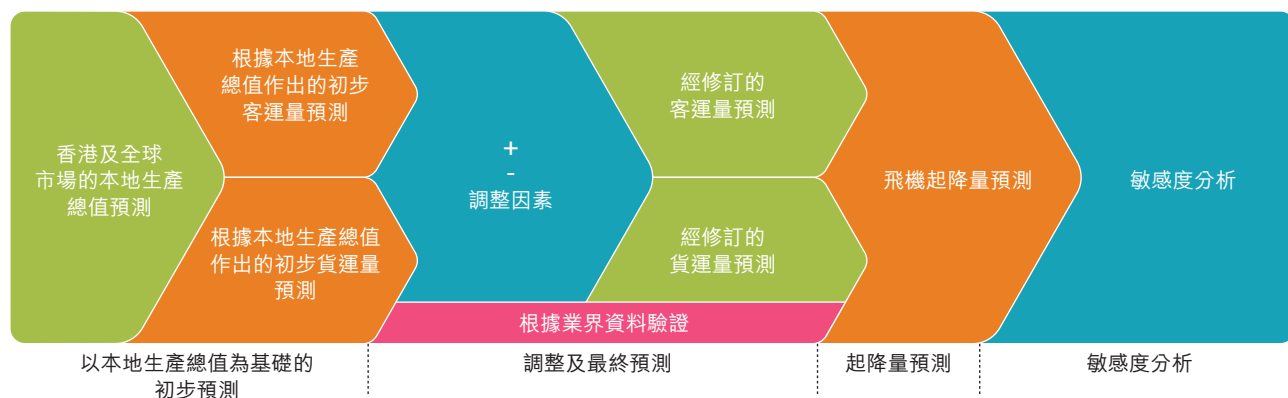 香港及全球
市場的本地生產
總值預測
根據本地生產
總值作出的初步
客運量預測
根據本地生產總值
作出的初步貨運量
預測
+
-
調整因素
經修訂的
客運量預測
經修訂的
貨運量預測
根據業界資料驗證
飛機起降量預測
敏感度分析
以本地生產總值為基礎的
初步預測
調整及最終預測
起降量預測
敏感度分析